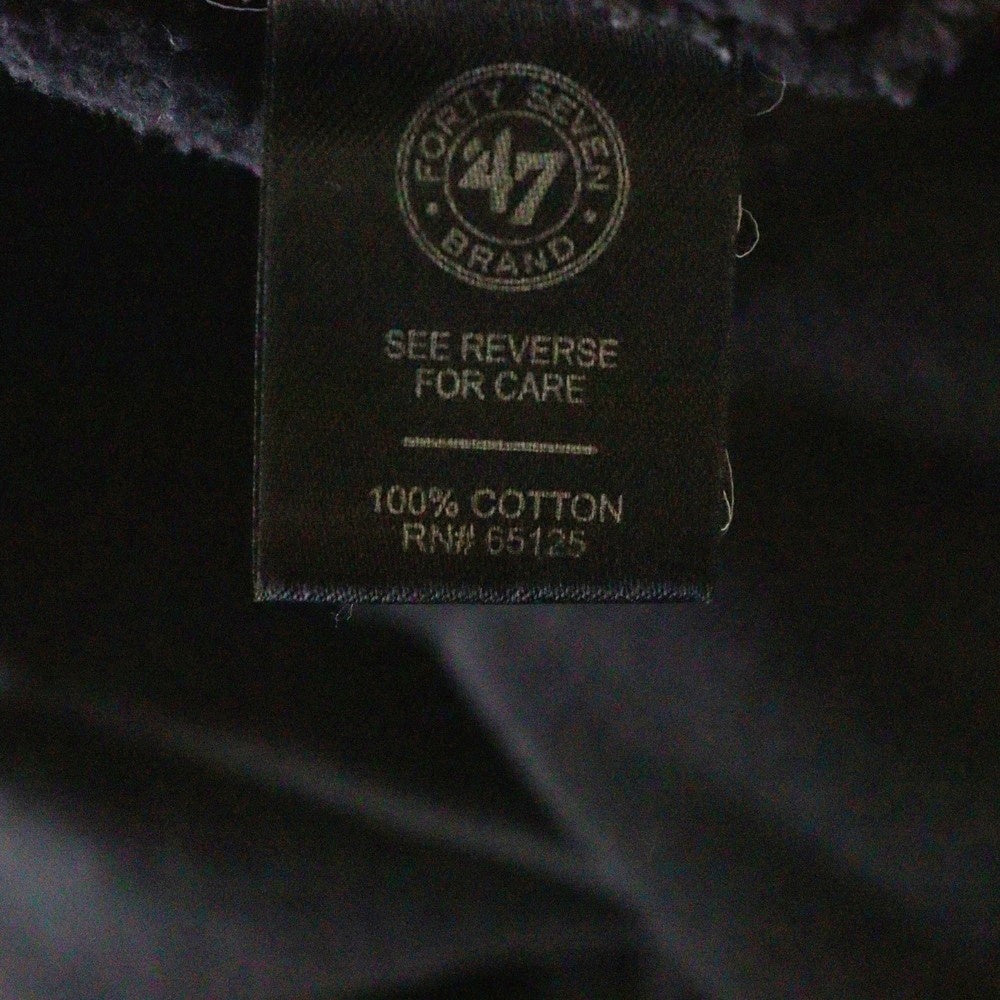 FORTY SEVEN
47
• BRAND •
SEE REVERSE
FOR CARE
100% COTTON
RN# 65125